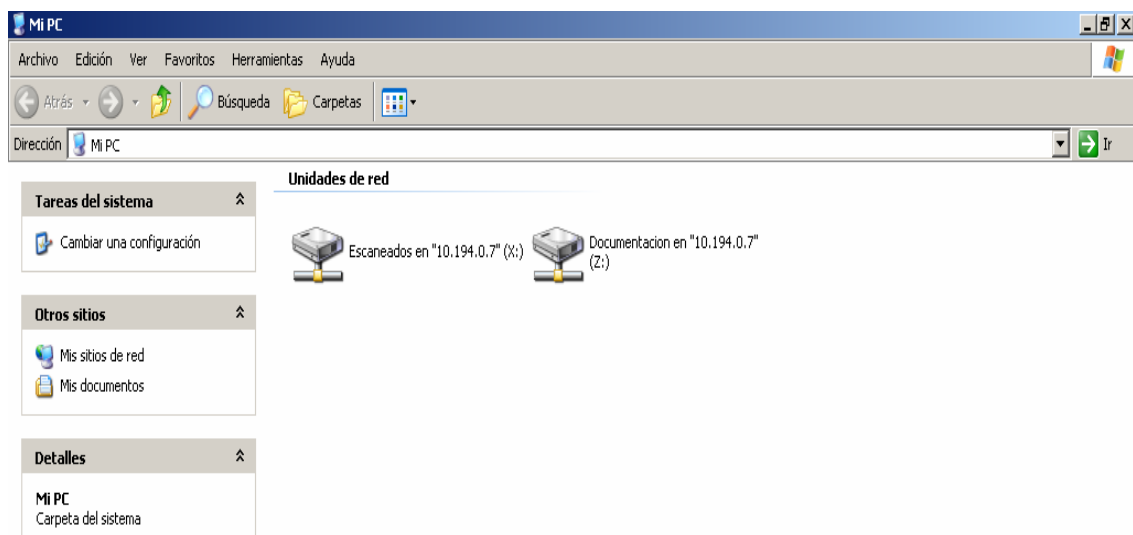 Mi PC
Archivo Edición Ver Favoritos Herramientas Ayuda
Atrás Búsqueda Carpetas
Dirección Mi PC Ir
Tareas del sistema
Cambiar una configuración
Otros sitios
Mis sitios de red
Mis documentos
Detalles
Mi PC
Carpeta del sistema
Unidades de red
Escaneados en "10.194.0.7" (X:)
Documentacion en "10.194.0.7"
(Z:)